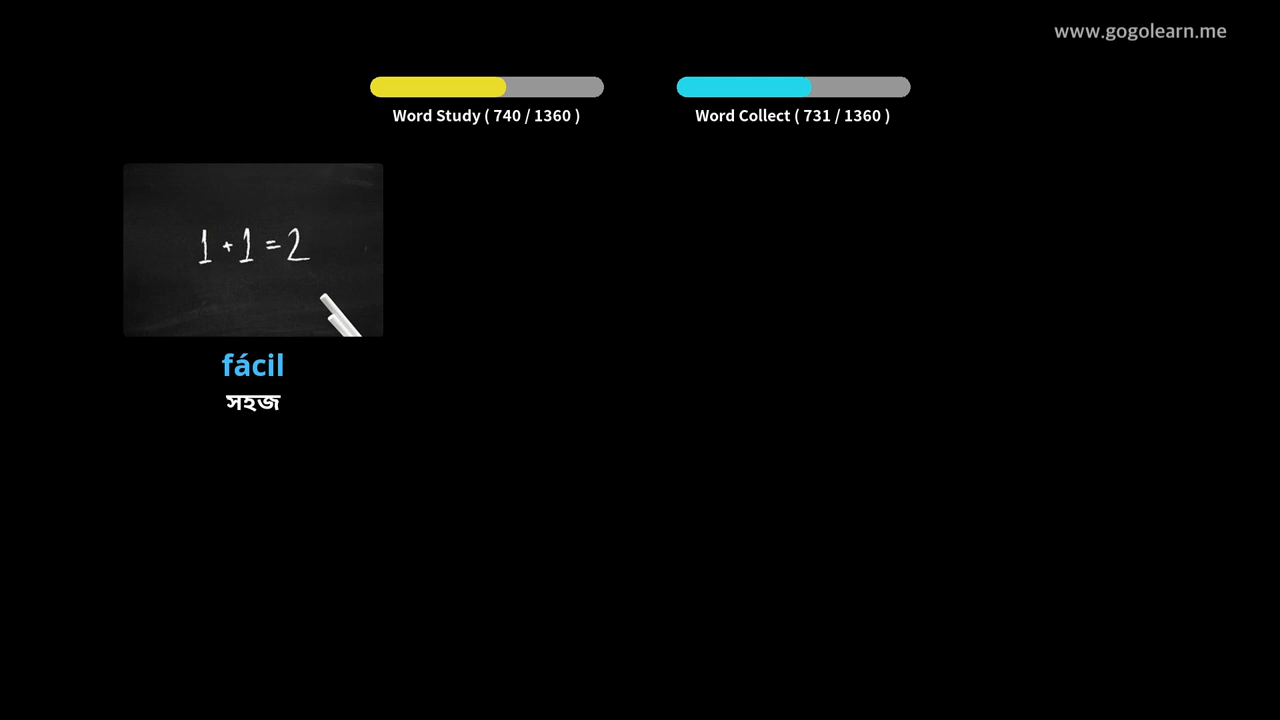 www.gogolearn.me
Word Study ( 740 / 1360 )
Word Collect ( 731 / 1360 )
1 + 1 = 2
fácil
সহজ